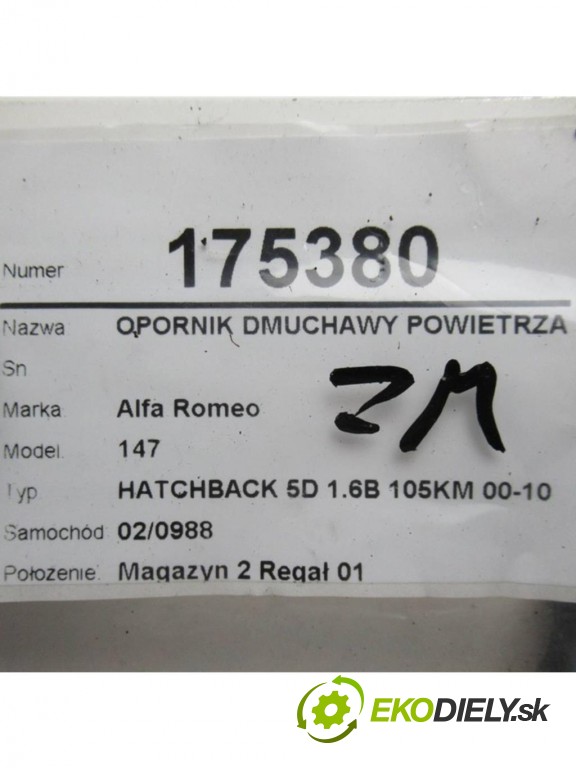 Numer 175380
Nazwa OPORNIK DMUCHAWY POWIETRZA
Sn
Marka Alfa Romeo
Model 147
Typ HATCHBACK 5D 1.6B 105KM 00-10
Samochód 02/0988
Położenie: Magazyn 2 Regał 01
EKODIELY.sk